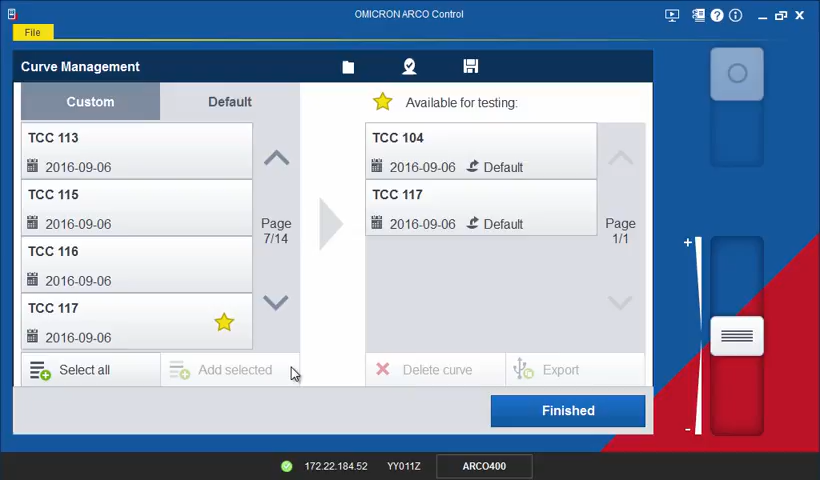 OMICRON ARCO Control
File
Curve Management
Custom
Default
Available for testing:
TCC 113
2016-09-06
TCC 115
2016-09-06
TCC 116
2016-09-06
TCC 117
2016-09-06
Page
7/14
TCC 104
2016-09-06 Default
TCC 117
2016-09-06 Default
Page
1/1
Select all
Add selected
Delete curve
Export
Finished
+
-
172.22.184.52 YY011Z ARCO400